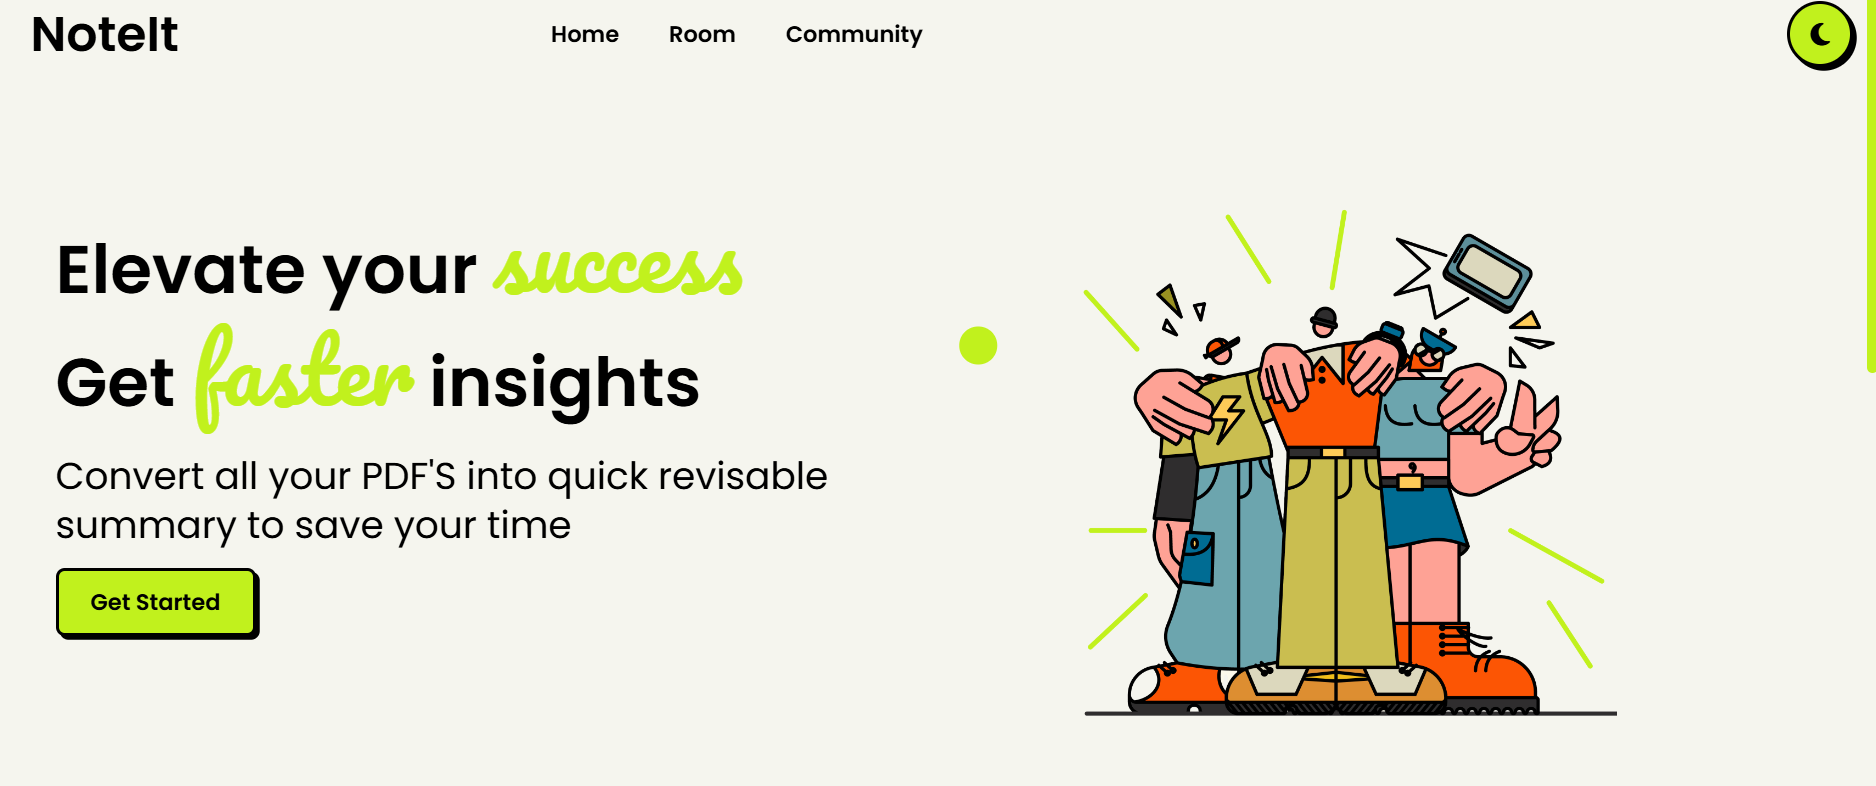 NoteIt
Home Room Community
Elevate your success
Get faster insights
Convert all your PDF'S into quick revisable
summary to save your time
Get Started